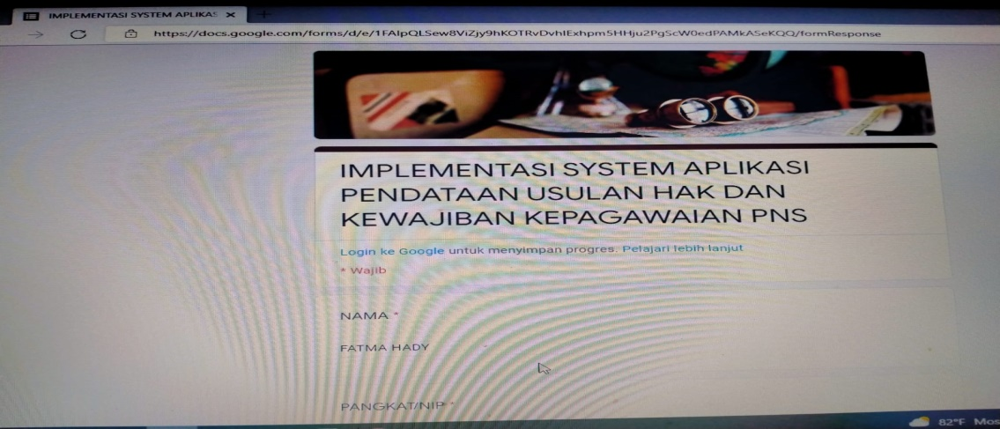 IMPLEMENTASI SYSTEM APLIKAS
https://docs.google.com/forms/d/e/1FAIpQLSew8ViZjy9hKOTRvDvhIExhpm5HHju2PgScW0edPAMkASeKQQ/formResponse
IMPLEMENTASI SYSTEM APLIKASI
PENDATAAN USULAN HAK DAN
KEWAJIBAN KEPAGAWAIAN PNS
Login ke Google untuk menyimpan progres. Pelajari lebih lanjut
* Wajib
NAMA *
FATMA HADY
PANGKAT/NIP *
82°F Mos